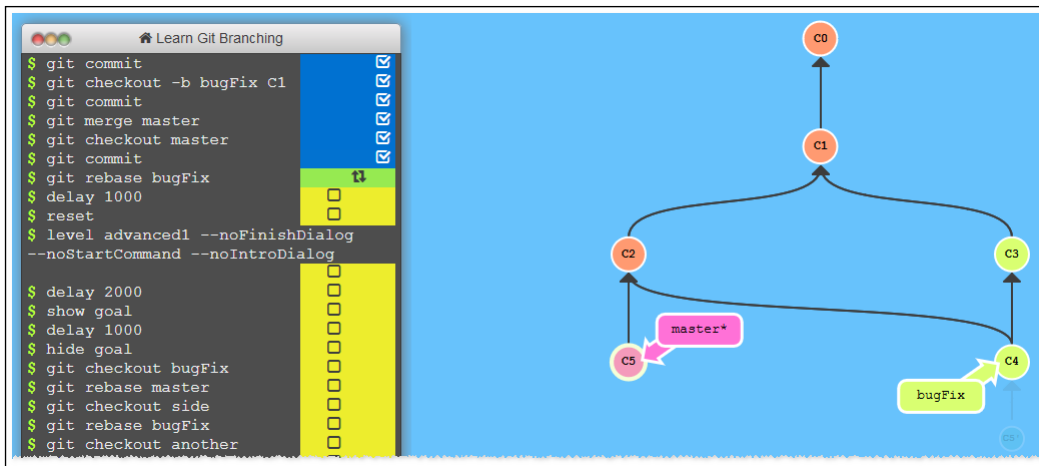 Learn Git Branching
$ git commit
$ git checkout -b bugFix C1
$ git commit
$ git merge master
$ git checkout master
$ git commit
$ git rebase bugFix
$ delay 1000
$ reset
$ level advanced1 --noFinishDialog
--noStartCommand --noIntroDialog
$ delay 2000
$ show goal
$ delay 1000
$ hide goal
$ git checkout bugFix
$ git rebase master
$ git checkout side
$ git rebase bugFix
$ git checkout another
C0
C1
C2
C3
master*
C5
C4
bugFix
C5'